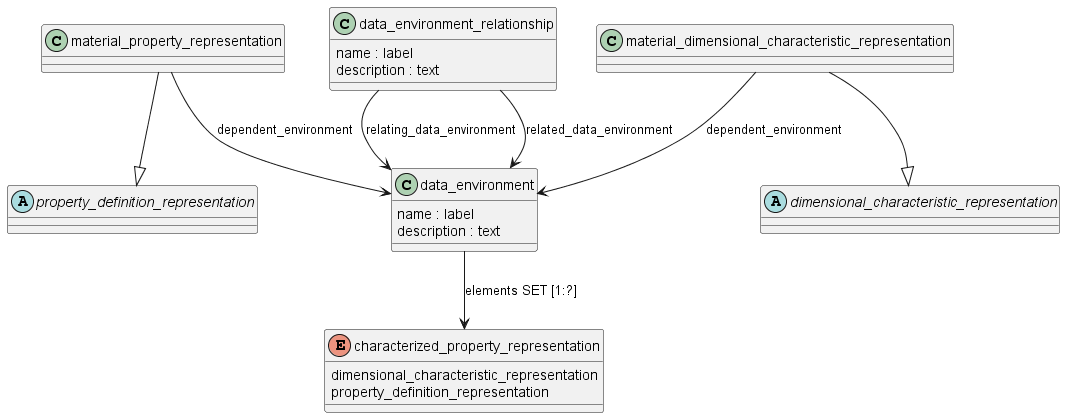 C material_property_representation
C data_environment_relationship
name : label
description : text
C material_dimensional_characteristic_representation
dependent_environment
relating_data_environment
related_data_environment
dependent_environment
A property_definition_representation
C data_environment
name : label
description : text
A dimensional_characteristic_representation
elements SET [1:?]
E characterized_property_representation
dimensional_characteristic_representation
property_definition_representation